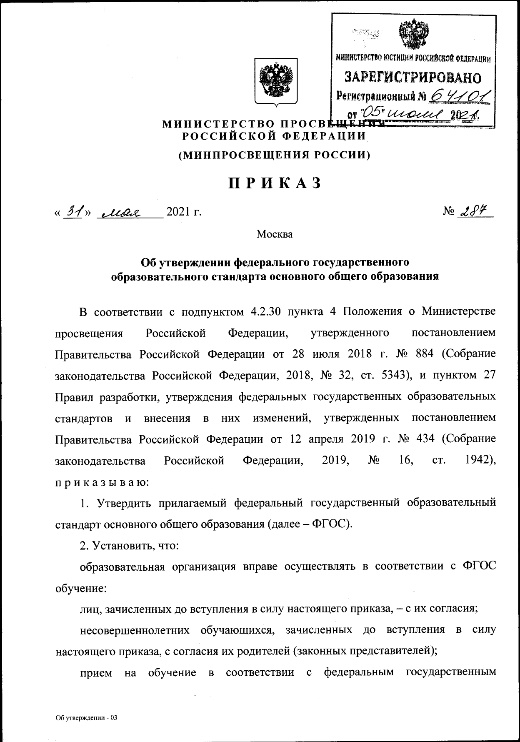 МИНИСТЕРСТВО ЮСТИЦИИ РОССИЙСКОЙ ФЕДЕРАЦИИ
ЗАРЕГИСТРИРОВАНО
Регистрационный № 64101
от "05" июля 2021.
МИНИСТЕРСТВО ПРОСВЕЩЕНИЯ
РОССИЙСКОЙ ФЕДЕРАЦИИ
(МИНПРОСВЕЩЕНИЯ РОССИИ)
ПРИКАЗ
« 31 » мая 2021 г. № 287
Москва
Об утверждении федерального государственного
образовательного стандарта основного общего образования
В соответствии с подпунктом 4.2.30 пункта 4 Положения о Министерстве
просвещения Российской Федерации, утвержденного постановлением
Правительства Российской Федерации от 28 июля 2018 г. № 884 (Собрание
законодательства Российской Федерации, 2018, № 32, ст. 5343), и пунктом 27
Правил разработки, утверждения федеральных государственных образовательных
стандартов и внесения в них изменений, утвержденных постановлением
Правительства Российской Федерации от 12 апреля 2019 г. № 434 (Собрание
законодательства Российской Федерации, 2019, № 16, ст. 1942),
приказываю:
1. Утвердить прилагаемый федеральный государственный образовательный
стандарт основного общего образования (далее – ФГОС).
2. Установить, что:
образовательная организация вправе осуществлять в соответствии с ФГОС
обучение:
лиц, зачисленных до вступления в силу настоящего приказа, – с их согласия;
несовершеннолетних обучающихся, зачисленных до вступления в силу
настоящего приказа, с согласия их родителей (законных представителей);
прием на обучение в соответствии с федеральным государственным
Об утверждении - 03